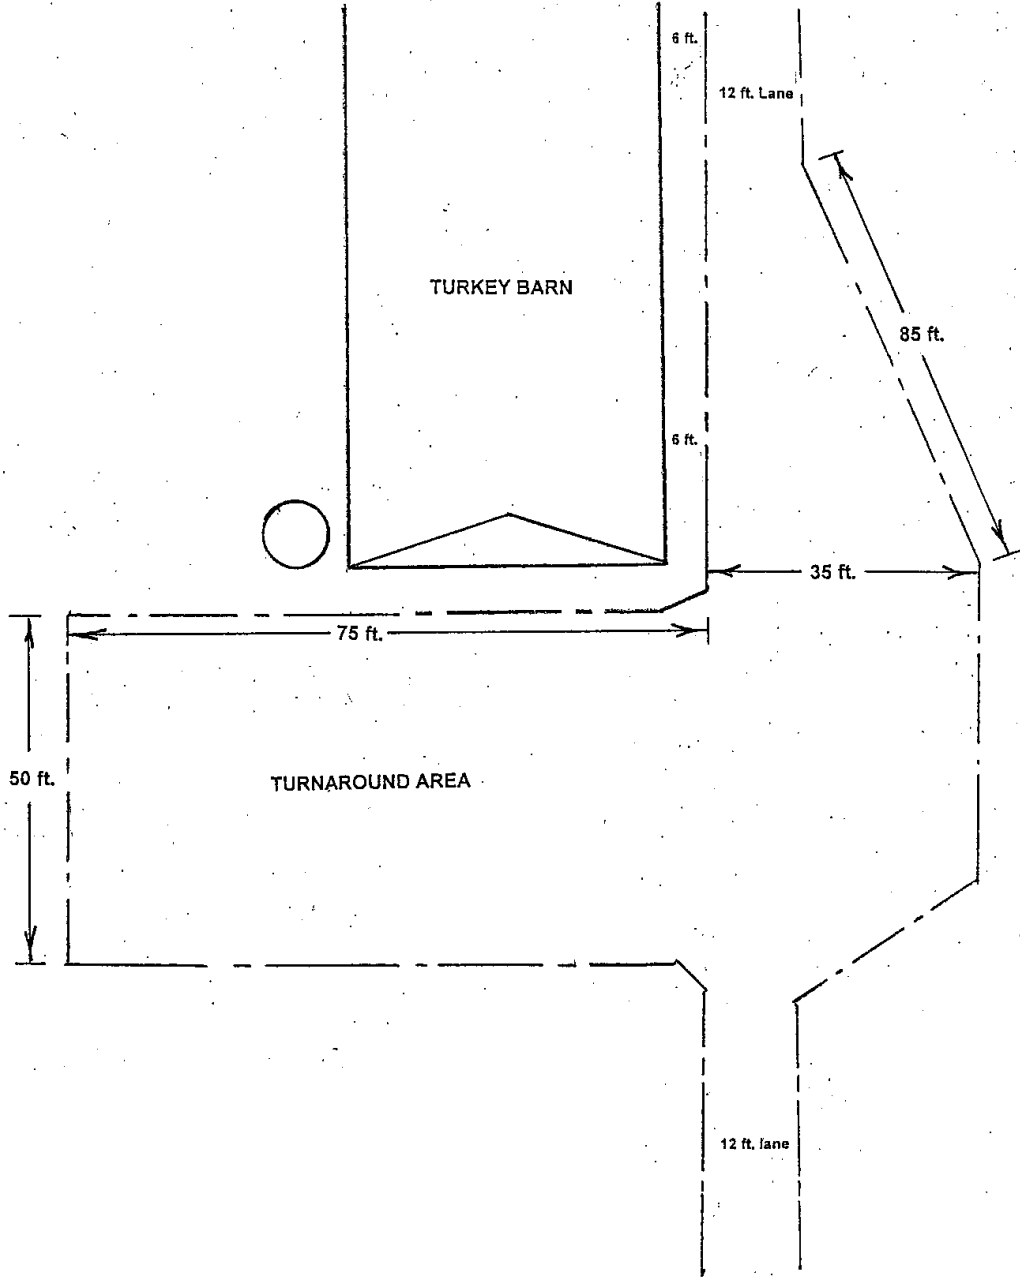 6 ft.
12 ft. Lane
TURKEY BARN
85 ft.
6 ft.
35 ft.
75 ft.
50 ft.
TURNAROUND AREA
12 ft. lane